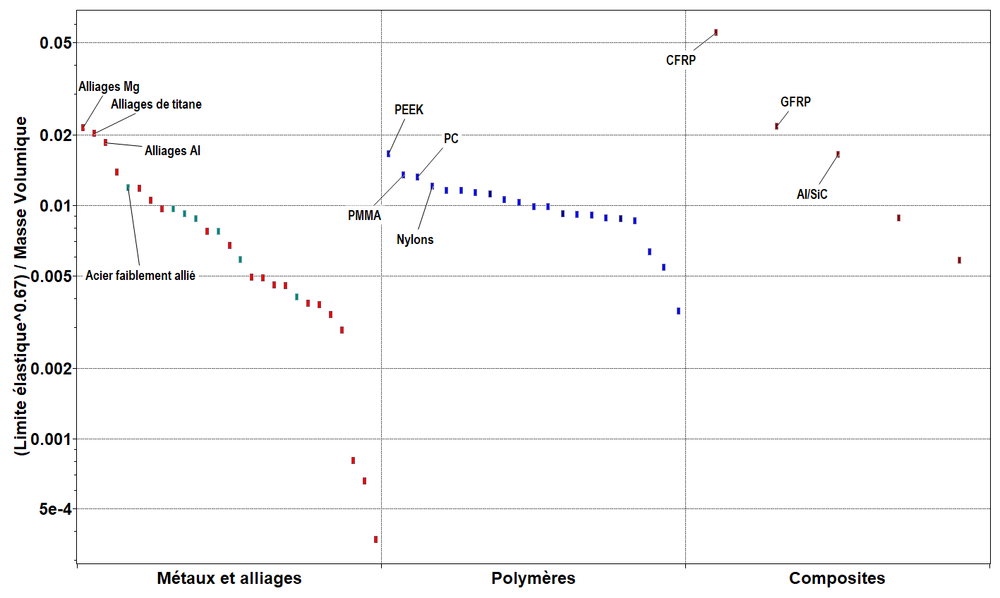 0.05
0.02
0.01
0.005
0.002
0.001
5e-4
(Limite élastique^0.67) / Masse Volumique
Alliages Mg
Alliages de titane
Alliages Al
Acier faiblement allié
PEEK
PC
PMMA
Nylons
CFRP
GFRP
Al/SiC
Métaux et alliages
Polymères
Composites